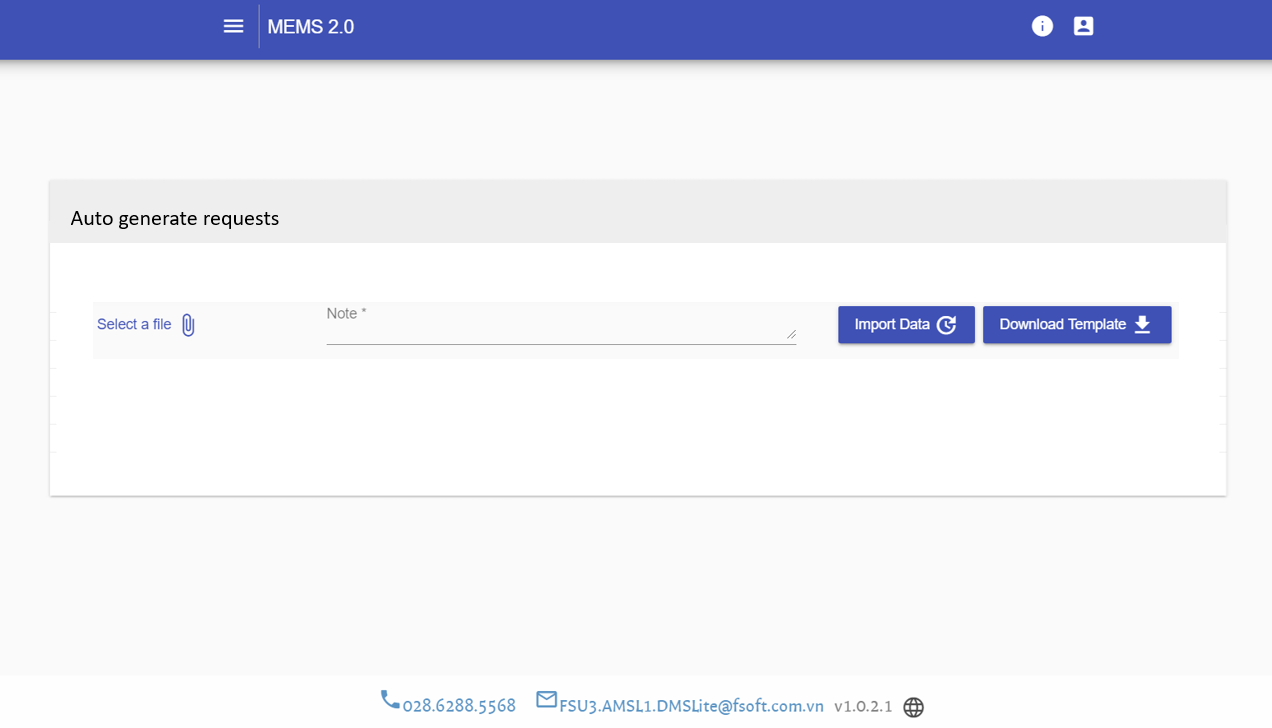 MEMS 2.0
Auto generate requests
Select a file
Note *
Import Data
Download Template
028.6288.5568 FSU3.AMSL1.DMSLite@fsoft.com.vn v1.0.2.1